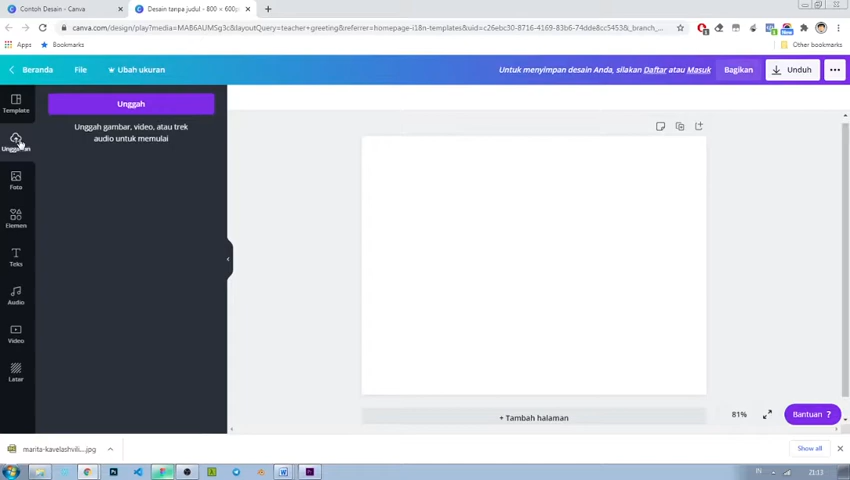 Contoh Desain - Canva
Desain tanpa judul - 800 × 600
canva.com/design/play?media=MAB6AUMSg3c&layoutQuery=teacher+greeting&referrer=homepage-i18n-templates&uid=c26ebc30-8716-4169-83b6-74dde8cc5453&_branch_...
Apps Bookmarks Other bookmarks
Beranda File Ubah ukuran Untuk menyimpan desain Anda, silakan Daftar atau Masuk Bagikan Unduh
Template
Unggahan
Foto
Elemen
Teks
Audio
Video
Latar
Unggah
Unggah gambar, video, atau trek
audio untuk memulai
+ Tambah halaman
81%
Bantuan ?
marita-kavelashvili....jpg
Show all
IN
21:13